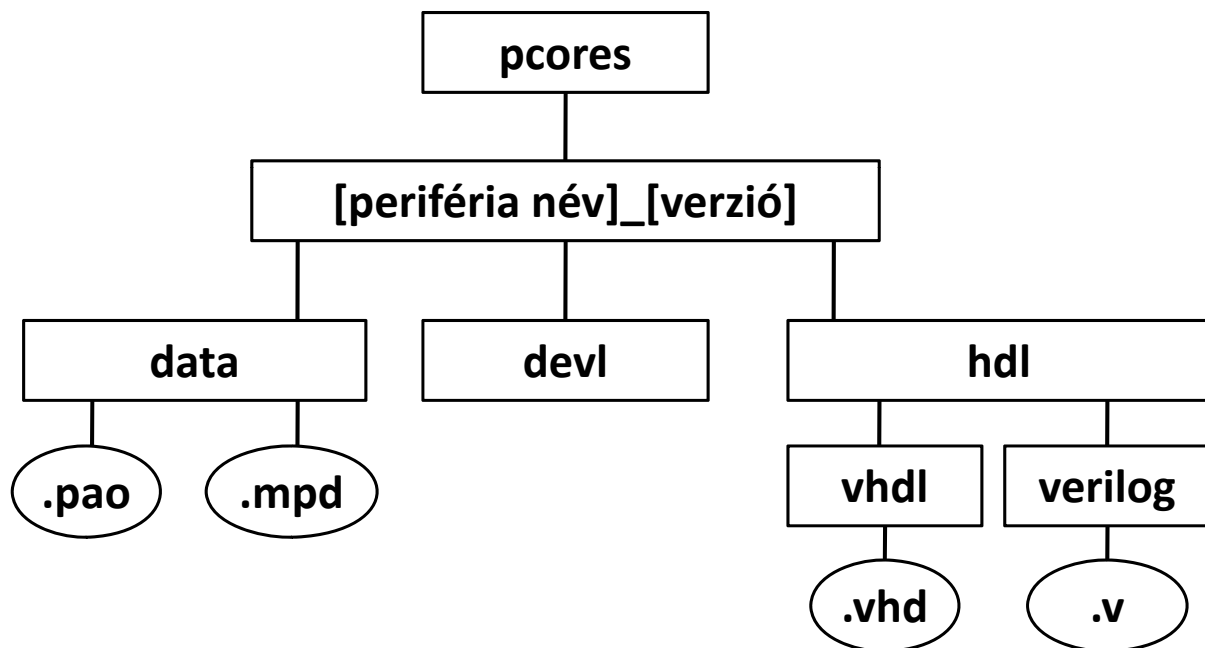 pcores
[periféria név]_[verzió]
data
devl
hdl
.pao
.mpd
vhdl
verilog
.vhd
.v